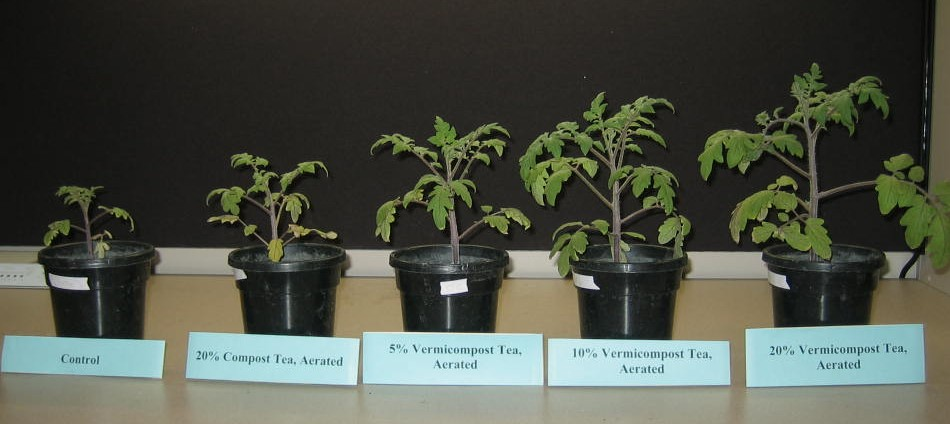 Control
20% Compost Tea, Aerated
5% Vermicompost Tea,
Aerated
10% Vermicompost Tea,
Aerated
20% Vermicompost Tea,
Aerated